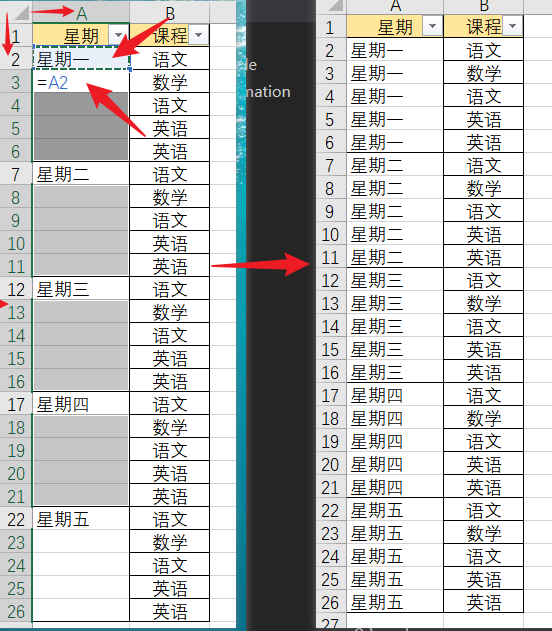 A B
1 星期 课程
2 星期一 语文
3 =A2 数学
4 语文
5 英语
6 英语
7 星期二 语文
8 数学
9 语文
10 英语
11 英语
12 星期三 语文
13 数学
14 语文
15 英语
16 英语
17 星期四 语文
18 数学
19 语文
20 英语
21 英语
22 星期五 语文
23 数学
24 语文
25 英语
26 英语
mation
A B
1 星期 课程
2 星期一 语文
3 星期一 数学
4 星期一 语文
5 星期一 英语
6 星期一 英语
7 星期二 语文
8 星期二 数学
9 星期二 语文
10 星期二 英语
11 星期二 英语
12 星期三 语文
13 星期三 数学
14 星期三 语文
15 星期三 英语
16 星期三 英语
17 星期四 语文
18 星期四 数学
19 星期四 语文
20 星期四 英语
21 星期四 英语
22 星期五 语文
23 星期五 数学
24 星期五 语文
25 星期五 英语
26 星期五 英语
27